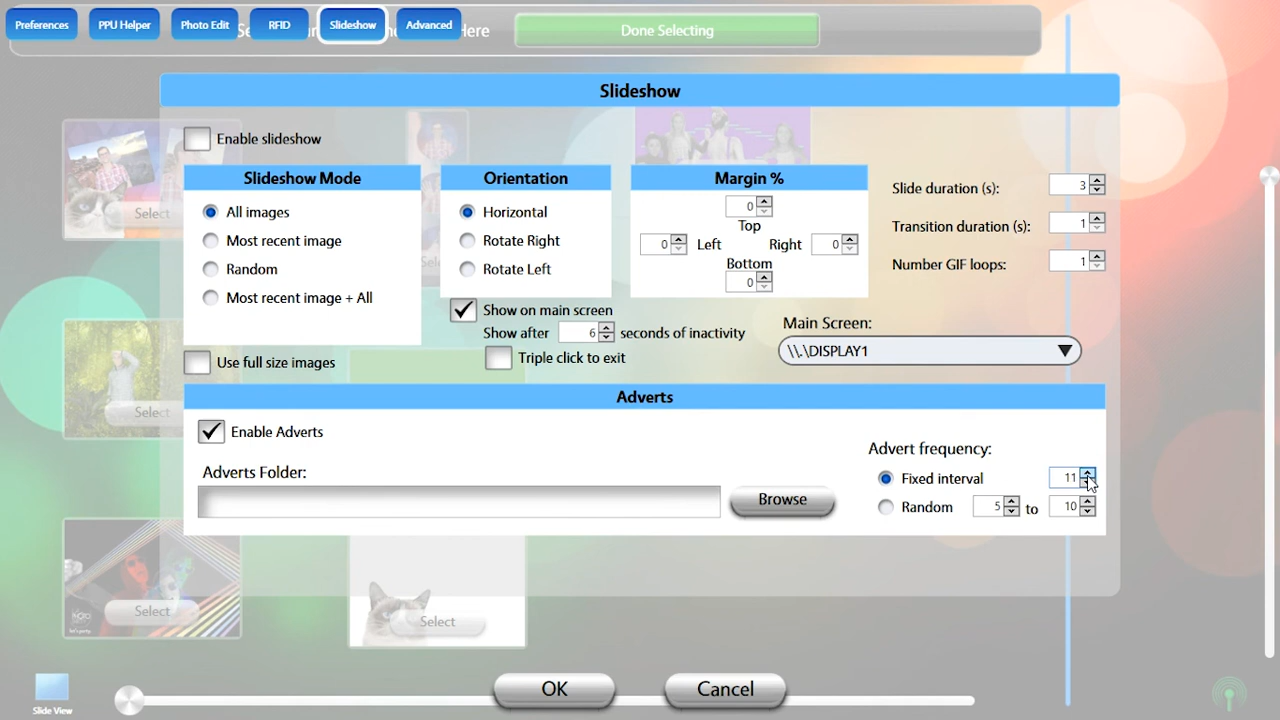 Preferences
PPU Helper
Photo Edit
RFID
Slideshow
Advanced
Here
Done Selecting
Slideshow
Enable slideshow
Slideshow Mode
All images
Most recent image
Random
Most recent image + All
Use full size images
Orientation
Horizontal
Rotate Right
Rotate Left
Margin %
0
Top
0 Left Right 0
Bottom
0
Slide duration (s): 3
Transition duration (s): 1
Number GIF loops: 1
Show on main screen
Show after 6 seconds of inactivity
Triple click to exit
Main Screen:
\\.\DISPLAY1
Adverts
Enable Adverts
Adverts Folder:
Browse
Advert frequency:
Fixed interval 11
Random 5 to 10
Select
Select
Select
Select
Select
OK
Cancel
Slide View